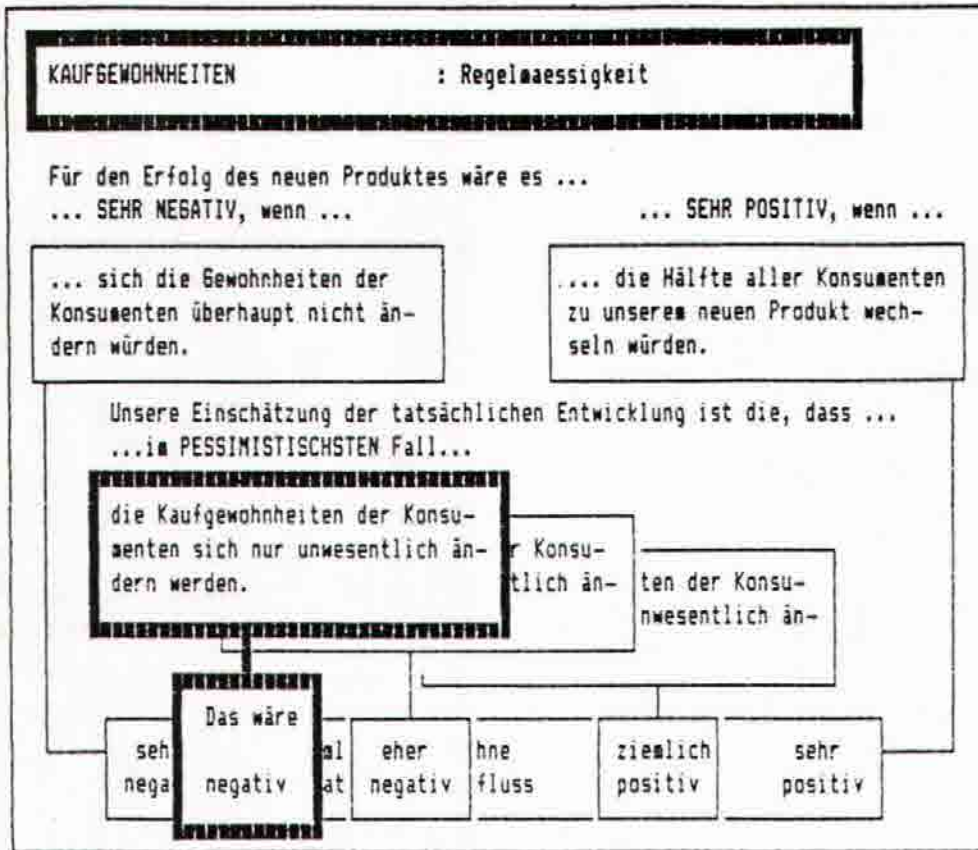 KAUFGEWOHNHEITEN : Regelmaessigkeit
Für den Erfolg des neuen Produktes wäre es ...
... SEHR NEGATIV, wenn ...
... SEHR POSITIV, wenn ...
... sich die Gewohnheiten der
Konsumenten überhaupt nicht än-
dern würden.
.... die Hälfte aller Konsumenten
zu unserem neuen Produkt wech-
seln würden.
Unsere Einschätzung der tatsächlichen Entwicklung ist die, dass ...
...im PESSIMISTISCHSTEN Fall...
die Kaufgewohnheiten der Konsu-
menten sich nur unwesentlich än-
dern werden.
r Konsu-
tlich än-
ten der Konsu-
nwesentlich än-
Das wäre
negativ
seh
nega
al
at
eher
negativ
hne
fluss
ziemlich
positiv
sehr
positiv